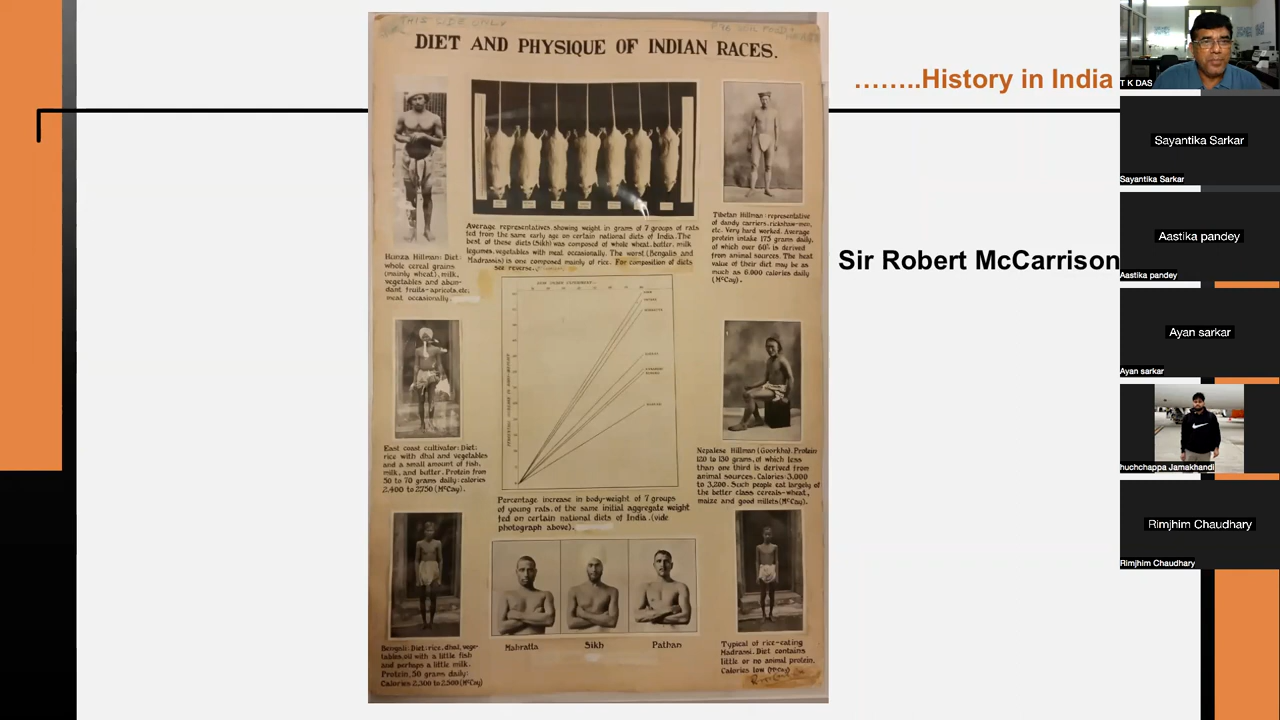 THIS SIDE ONLY
DIET AND PHYSIQUE OF INDIAN RACES.
……..History in India
Sir Robert McCarrison
Average representatives, showing weight in grams of 7 groups of rats
fed from the same early age on certain national diets of India. The
best of these diets (Sikh) was composed of whole wheat, butter, milk
legumes, vegetables with meat occasionally. The worst (Bengalis and
Madrassis) is one composed mainly of rice. For composition of diets
see reverse.
Hunza Hillman: Diet:
whole cereal grains
(mainly wheat), milk,
vegetables and abun-
dant fruits-apricots, etc,
meat occasionally.
Tibetan Hillman: representative
of dandy carriers, rickshaw-men,
etc. Very hard worked. Average
protein intake 175 grams daily,
of which over 60% is derived
from animal sources. The heat
value of their diet may be as
much as 6,000 calories daily
(McCay).
East coast cultivator: Diet:
rice with dhal and vegetables
and a small amount of fish,
milk, and butter. Protein from
50 to 70 grams daily: calories
2,400 to 2,750 (McCay).
Nepalese Hillman (Goorkha). Protein
120 to 130 grams, of which less
than one third is derived from
animal sources. Calories 3,000
to 3,200. Such people eat largely of
the better class cereals-wheat,
maize and good millets (McCay).
Percentage increase in body-weight of 7 groups
of young rats, of the same initial aggregate weight
fed on certain national diets of India. (vide
photograph above).
Mahratta
Sikh
Pathan
Bengali: Diet: rice, dhal, vege-
tables, oil with a little fish
and perhaps a little milk.
Protein, 50 grams daily:
Calories 2,300 to 2,500 (McCay)
Typical of rice-eating
Madrassi. Diet contains
little or no animal protein.
Calories low (McCay)
T K DAS
Sayantika Sarkar
Sayantika Sarkar
Aastika pandey
Aastika pandey
Ayan sarkar
Ayan sarkar
huchchappa Jamakhandi
Rimjhim Chaudhary
Rimjhim Chaudhary